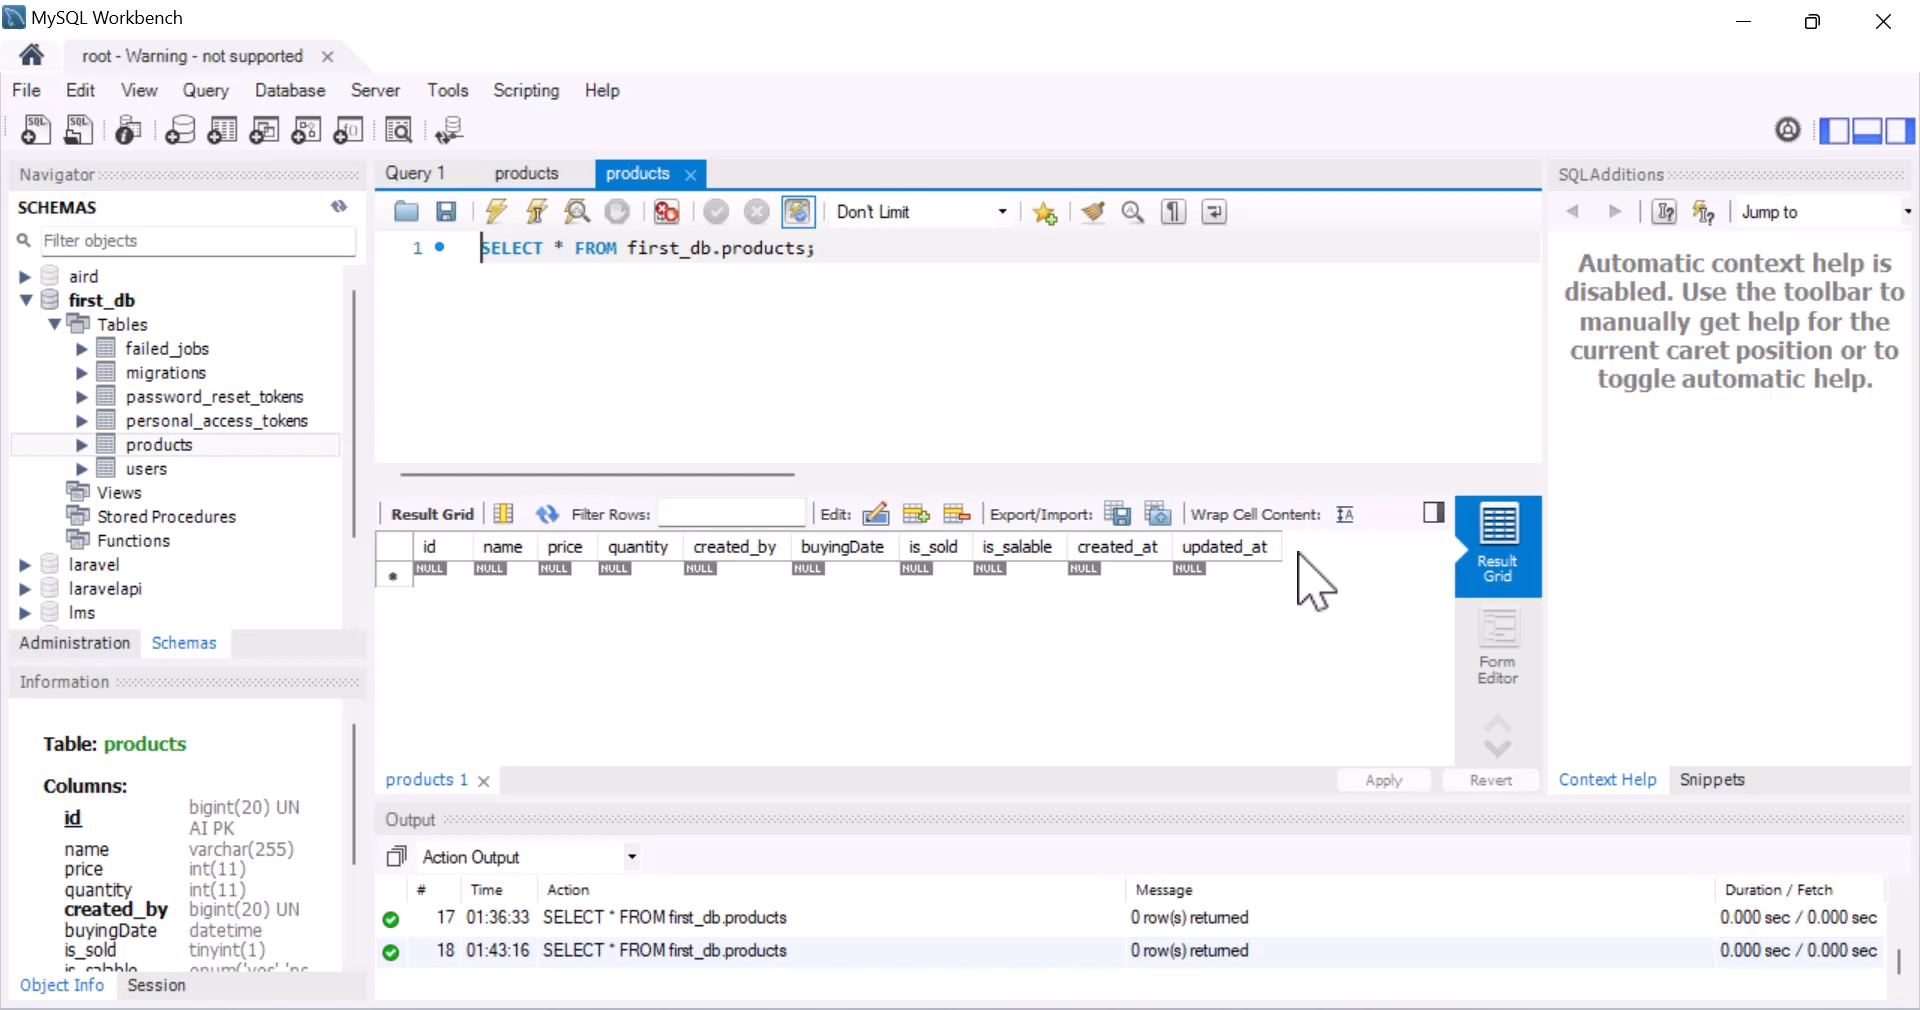 MySQL Workbench
root - Warning - not supported
File Edit View Query Database Server Tools Scripting Help
Navigator
SCHEMAS
Filter objects
aird
first_db
Tables
failed_jobs
migrations
password_reset_tokens
personal_access_tokens
products
users
Views
Stored Procedures
Functions
laravel
laravelapi
lms
Administration Schemas
Information
Table: products
Columns:
id bigint(20) UN
AI PK
name varchar(255)
price int(11)
quantity int(11)
created_by bigint(20) UN
buyingDate datetime
is_sold tinyint(1)
Object Info Session
Query 1 products products
Don't Limit
1 SELECT * FROM first_db.products;
Result Grid Filter Rows: Edit: Export/Import: Wrap Cell Content:
id name price quantity created_by buyingDate is_sold is_salable created_at updated_at
NULL NULL NULL NULL NULL NULL NULL NULL NULL NULL
Result
Grid
Form
Editor
products 1 Apply Revert
SQLAdditions
Jump to
Automatic context help is
disabled. Use the toolbar to
manually get help for the
current caret position or to
toggle automatic help.
Context Help Snippets
Output
Action Output
# Time Action Message Duration / Fetch
17 01:36:33 SELECT * FROM first_db.products 0 row(s) returned 0.000 sec / 0.000 sec
18 01:43:16 SELECT * FROM first_db.products 0 row(s) returned 0.000 sec / 0.000 sec